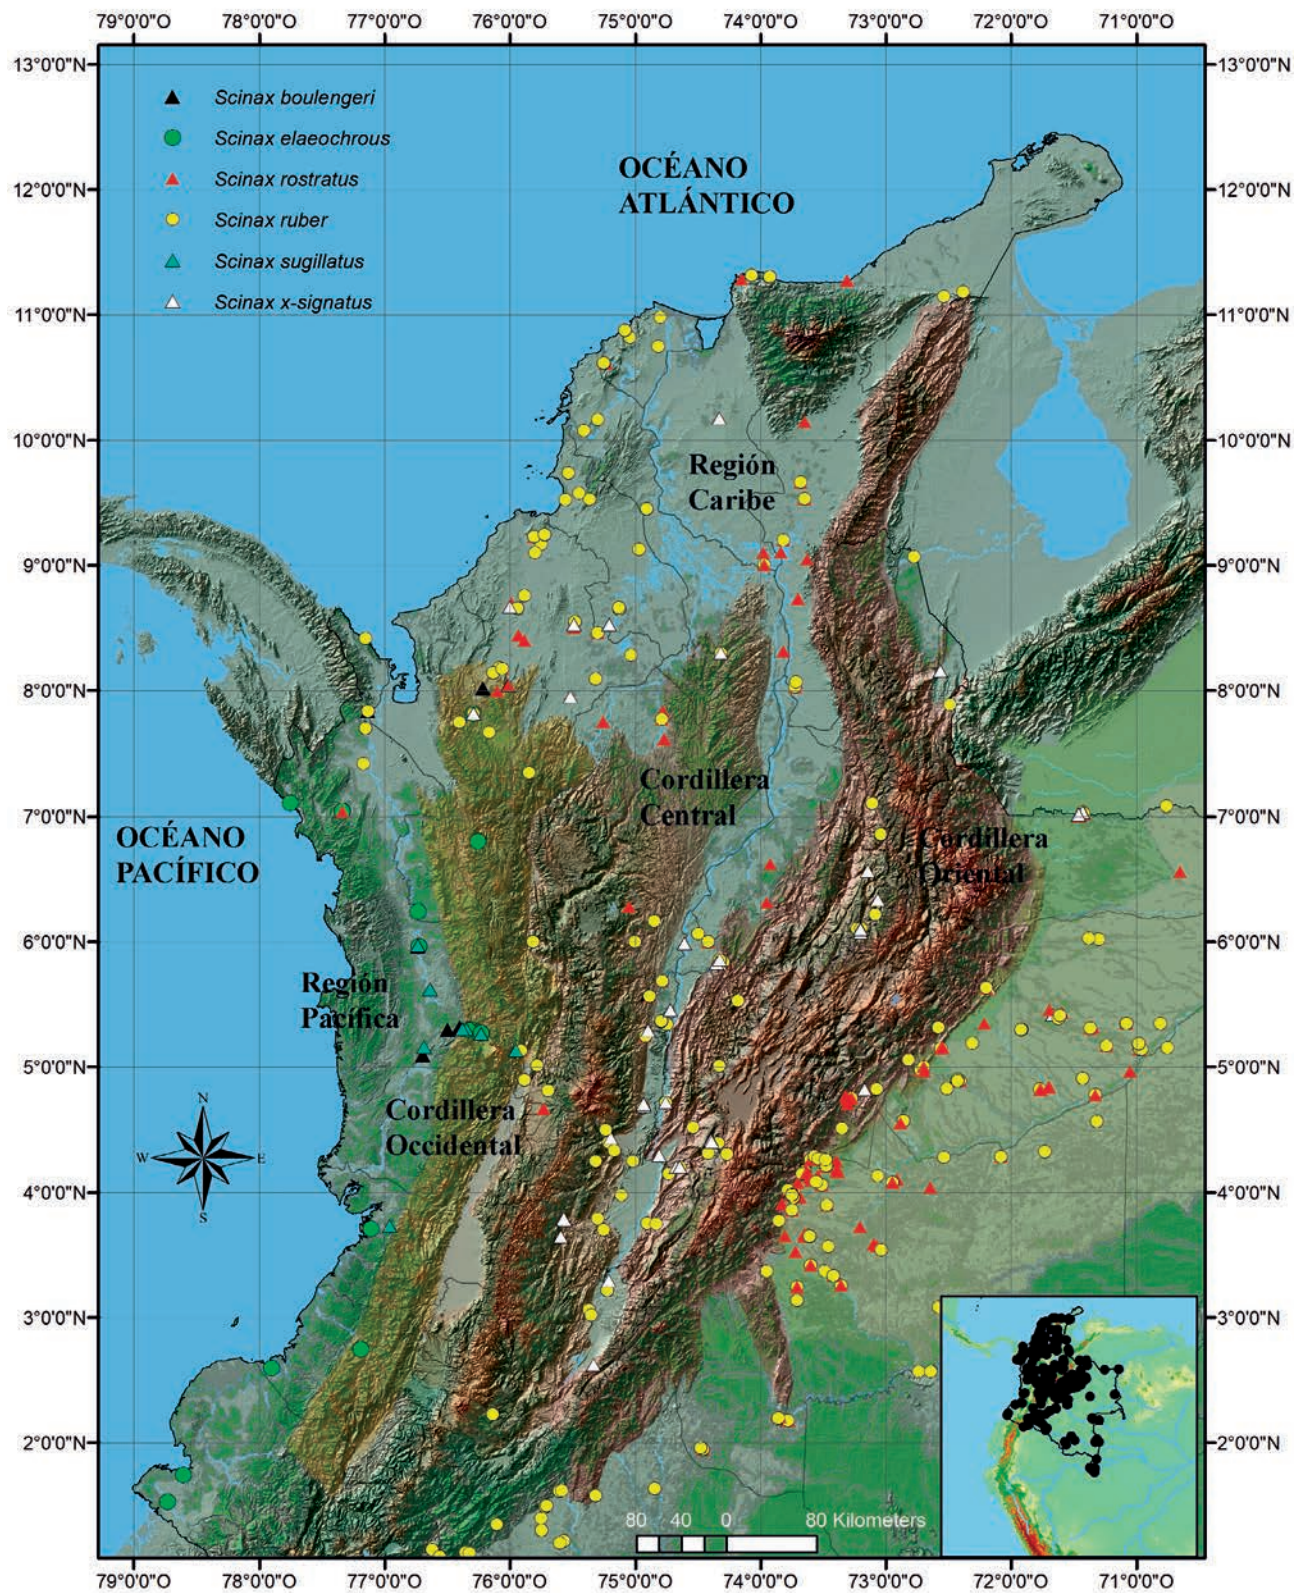 79°0'0"W 78°0'0"W 77°0'0"W 76°0'0"W 75°0'0"W 74°0'0"W 73°0'0"W 72°0'0"W 71°0'0"W
13°0'0"N 13°0'0"N
Scinax boulengeri
Scinax elaeochrous
Scinax rostratus
Scinax ruber
Scinax sugillatus
Scinax x-signatus
OCÉANO
ATLÁNTICO
12°0'0"N 12°0'0"N
11°0'0"N 11°0'0"N
10°0'0"N 10°0'0"N
Región
Caribe
9°0'0"N 9°0'0"N
8°0'0"N 8°0'0"N
Cordillera
Central
7°0'0"N 7°0'0"N
OCÉANO
PACÍFICO
Cordillera
Oriental
6°0'0"N 6°0'0"N
Región
Pacífica
5°0'0"N 5°0'0"N
Cordillera
Occidental
N
W E
S
4°0'0"N 4°0'0"N
3°0'0"N 3°0'0"N
2°0'0"N 2°0'0"N
80 40 0 80 Kilometers
79°0'0"W 78°0'0"W 77°0'0"W 76°0'0"W 75°0'0"W 74°0'0"W 73°0'0"W 72°0'0"W 71°0'0"W